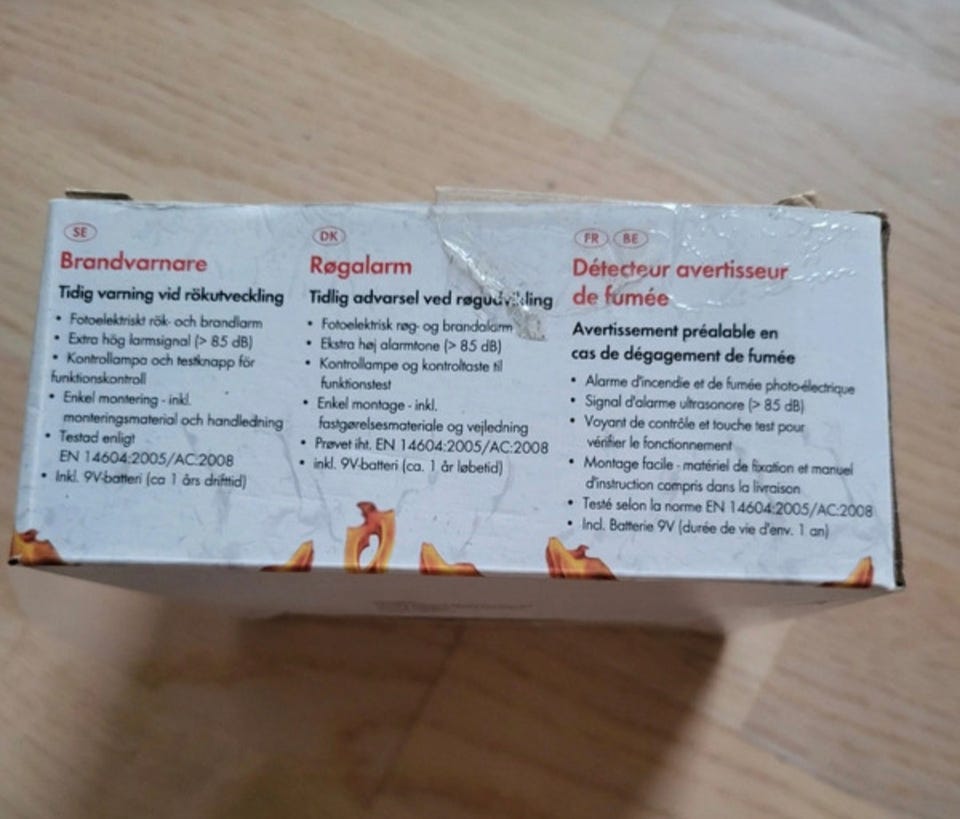 SE
Brandvarnare
Tidig varning vid rökutveckling
• Fotoelektriskt rök- och brandlarm
• Extra hög larmsignal (> 85 dB)
• Kontrollampa och testknapp för
funktionskontroll
• Enkel montering - inkl.
monteringsmaterial och handledning
• Testad enligt
EN 14604:2005/AC:2008
• Inkl. 9V-batteri (ca 1 års drifttid)
DK
Røgalarm
Tidlig advarsel ved røgudvikling
• Fotoelektrisk røg- og brandalarm
• Ekstra høj alarmtone (> 85 dB)
• Kontrollampe og kontroltaste til
funktionstest
• Enkel montage - inkl.
fastgørelsesmateriale og vejledning
• Prøvet iht. EN 14604:2005/AC:2008
• inkl. 9V-batteri (ca. 1 år løbetid)
FR BE
Détecteur avertisseur
de fumée
Avertissement préalable en
cas de dégagement de fumée
• Alarme d'incendie et de fumée photo-électrique
• Signal d'alarme ultrasonore (> 85 dB)
• Voyant de contrôle et touche test pour
vérifier le fonctionnement
• Montage facile - matériel de fixation et manuel
d'instruction compris dans la livraison
• Testé selon la norme EN 14604:2005/AC:2008
• Incl. Batterie 9V (durée de vie d'env. 1 an)